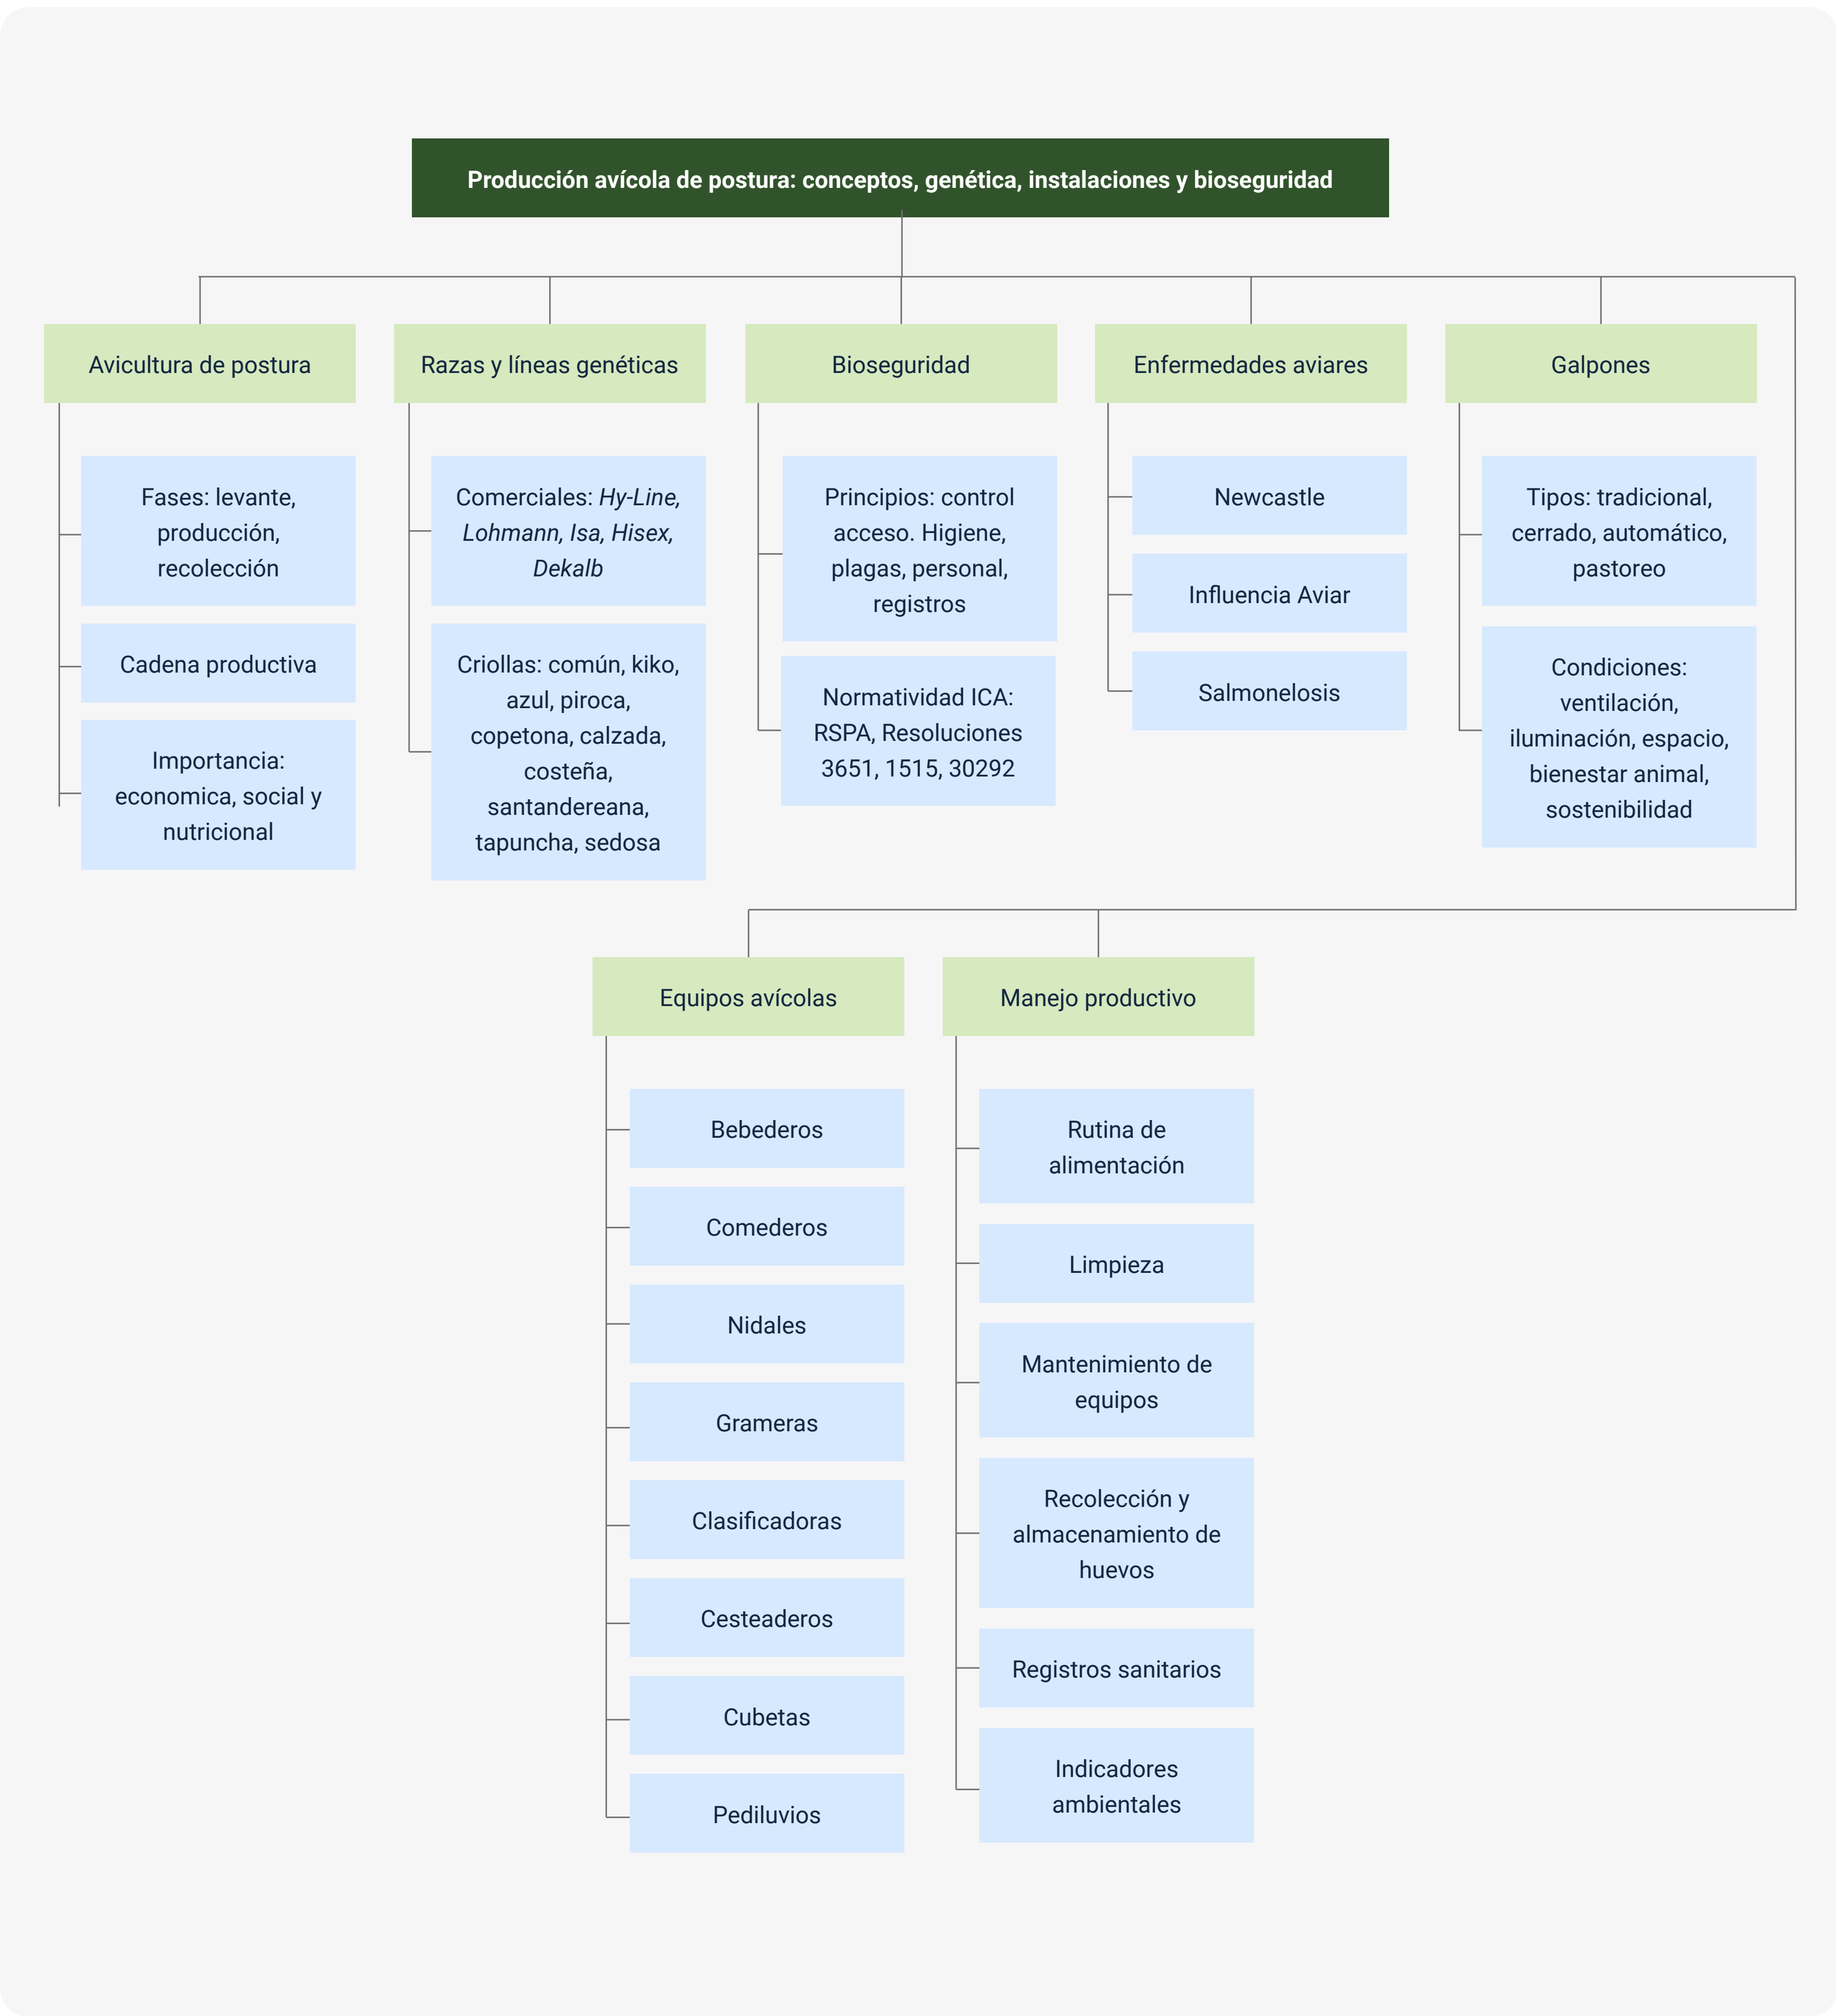 Producción avícola de postura: conceptos, genética, instalaciones y bioseguridad
Avicultura de postura
Fases: levante,
producción,
recolección
Cadena productiva
Importancia:
economica, social y
nutricional
Razas y líneas genéticas
Comerciales: Hy-Line,
Lohmann, Isa, Hisex,
Dekalb
Criollas: común, kiko,
azul, piroca,
copetona, calzada,
costeña,
santandereana,
tapuncha, sedosa
Bioseguridad
Principios: control
acceso. Higiene,
plagas, personal,
registros
Normatividad ICA:
RSPA, Resoluciones
3651, 1515, 30292
Enfermedades aviares
Newcastle
Influencia Aviar
Salmonelosis
Galpones
Tipos: tradicional,
cerrado, automático,
pastoreo
Condiciones:
ventilación,
iluminación, espacio,
bienestar animal,
sostenibilidad
Equipos avícolas
Bebederos
Comederos
Nidales
Grameras
Clasificadoras
Cesteaderos
Cubetas
Pediluvios
Manejo productivo
Rutina de
alimentación
Limpieza
Mantenimiento de
equipos
Recolección y
almacenamiento de
huevos
Registros sanitarios
Indicadores
ambientales